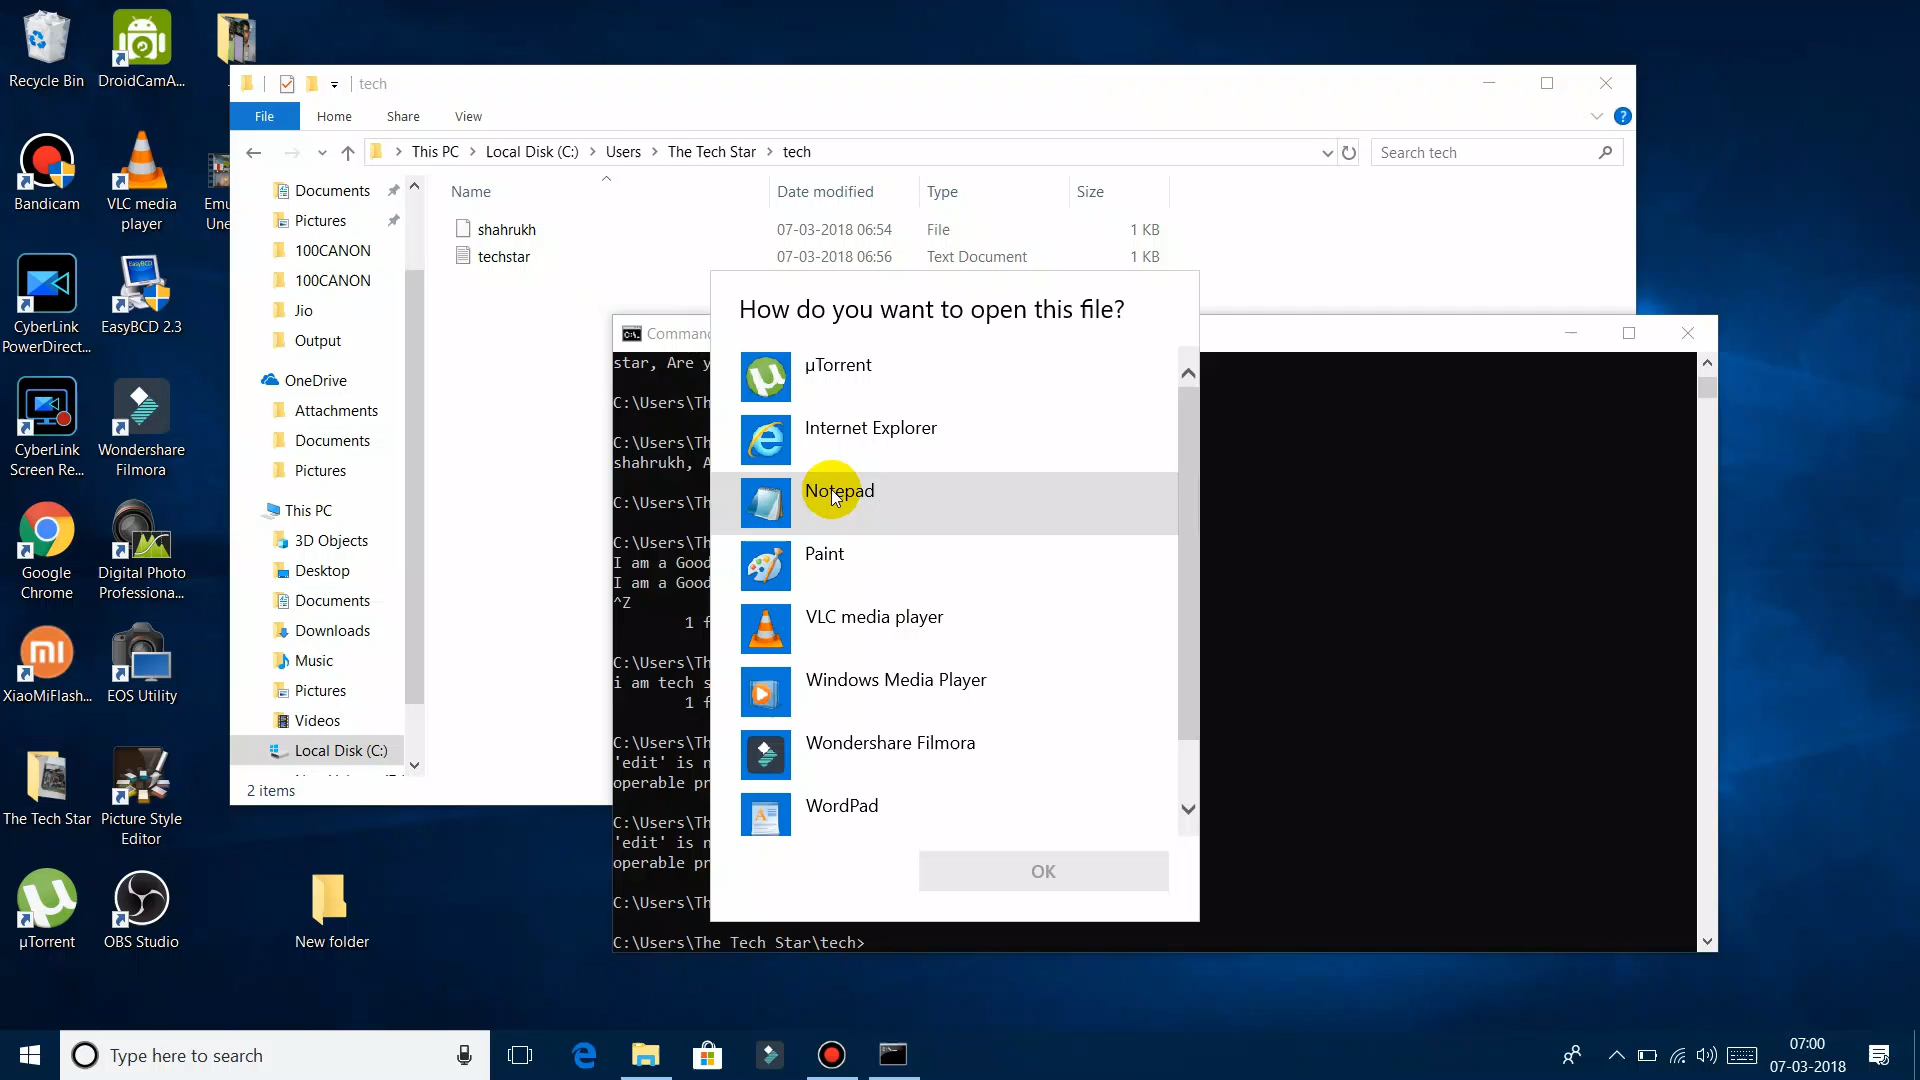 Recycle Bin
DroidCamA...
Bandicam
VLC media
player
Emu
Une
CyberLink
PowerDirect...
EasyBCD 2.3
CyberLink
Screen Re...
Wondershare
Filmora
Google
Chrome
Digital Photo
Professiona...
XiaoMiFlash...
EOS Utility
The Tech Star
Picture Style
Editor
µTorrent
OBS Studio
New folder
tech
File
Home
Share
View
This PC
Local Disk (C:)
Users
The Tech Star
tech
Search tech
Documents
Pictures
100CANON
100CANON
Jio
Output
OneDrive
Attachments
Documents
Pictures
This PC
3D Objects
Desktop
Documents
Downloads
Music
Pictures
Videos
Local Disk (C:)
2 items
Name
Date modified
Type
Size
shahrukh
07-03-2018 06:54
File
1 KB
techstar
07-03-2018 06:56
Text Document
1 KB
Comman
star, Are y
C:\Users\Th
C:\Users\Th
shahrukh, A
C:\Users\Th
C:\Users\Th
I am a Good
I am a Good
^Z
1 f
C:\Users\Th
i am tech s
1 f
C:\Users\Th
'edit' is n
operable pr
C:\Users\Th
'edit' is n
operable pr
C:\Users\Th
C:\Users\The Tech Star\tech>
How do you want to open this file?
µTorrent
Internet Explorer
Notepad
Paint
VLC media player
Windows Media Player
Wondershare Filmora
WordPad
OK
Type here to search
07:00
07-03-2018